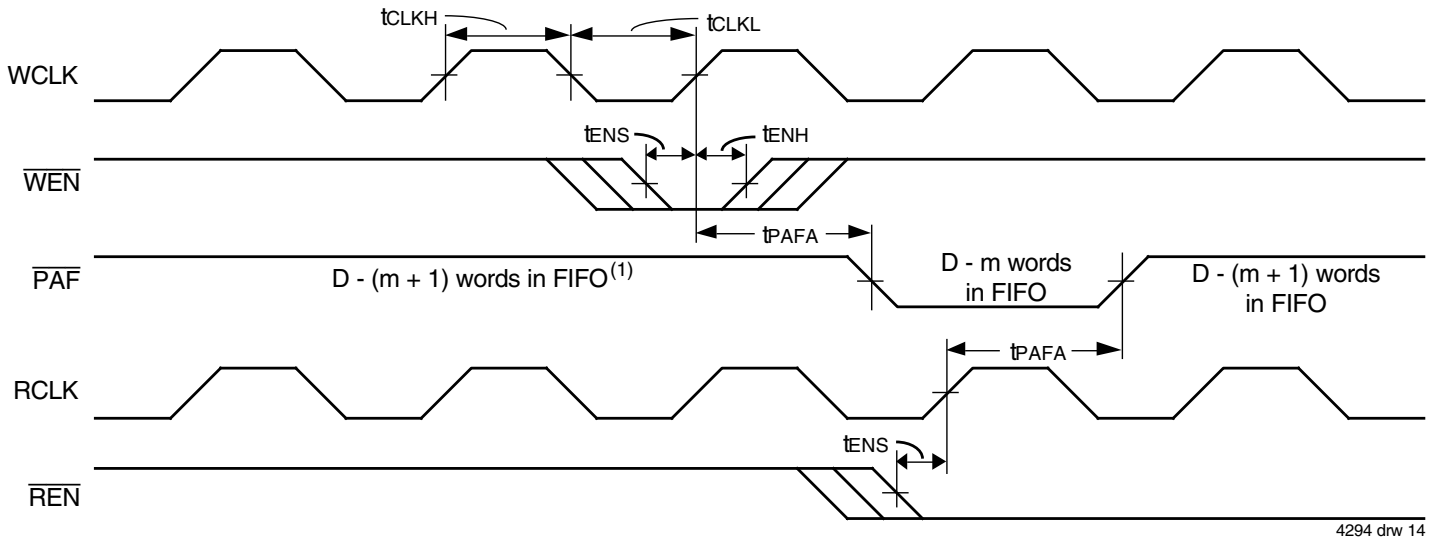 tCLKH
tCLKL
WCLK
tENS
tENH
WEN
tPAFA
PAF
D - (m + 1) words in FIFO(1)
D - m words
in FIFO
D - (m + 1) words
in FIFO
tPAFA
RCLK
tENS
REN
4294 drw 14